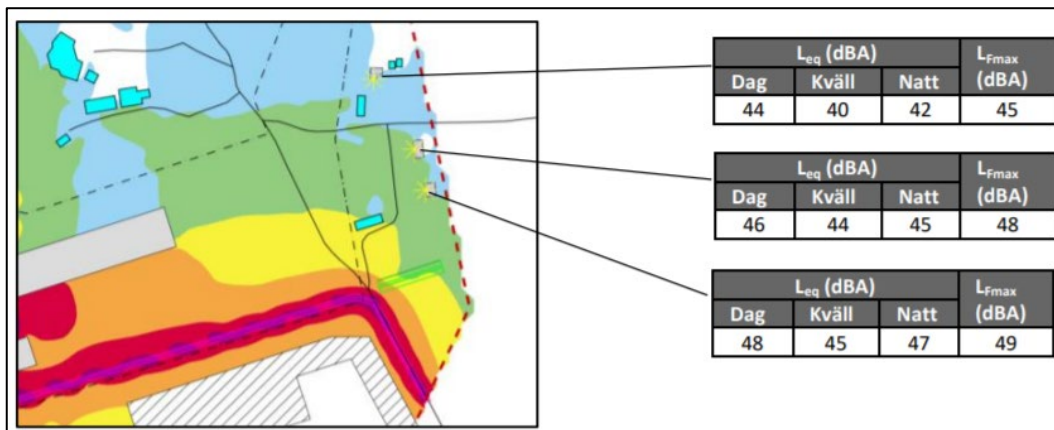 Leq (dBA) LFmax (dBA)
Dag Kväll Natt
44 40 42 45
Leq (dBA) LFmax (dBA)
Dag Kväll Natt
46 44 45 48
Leq (dBA) LFmax (dBA)
Dag Kväll Natt
48 45 47 49